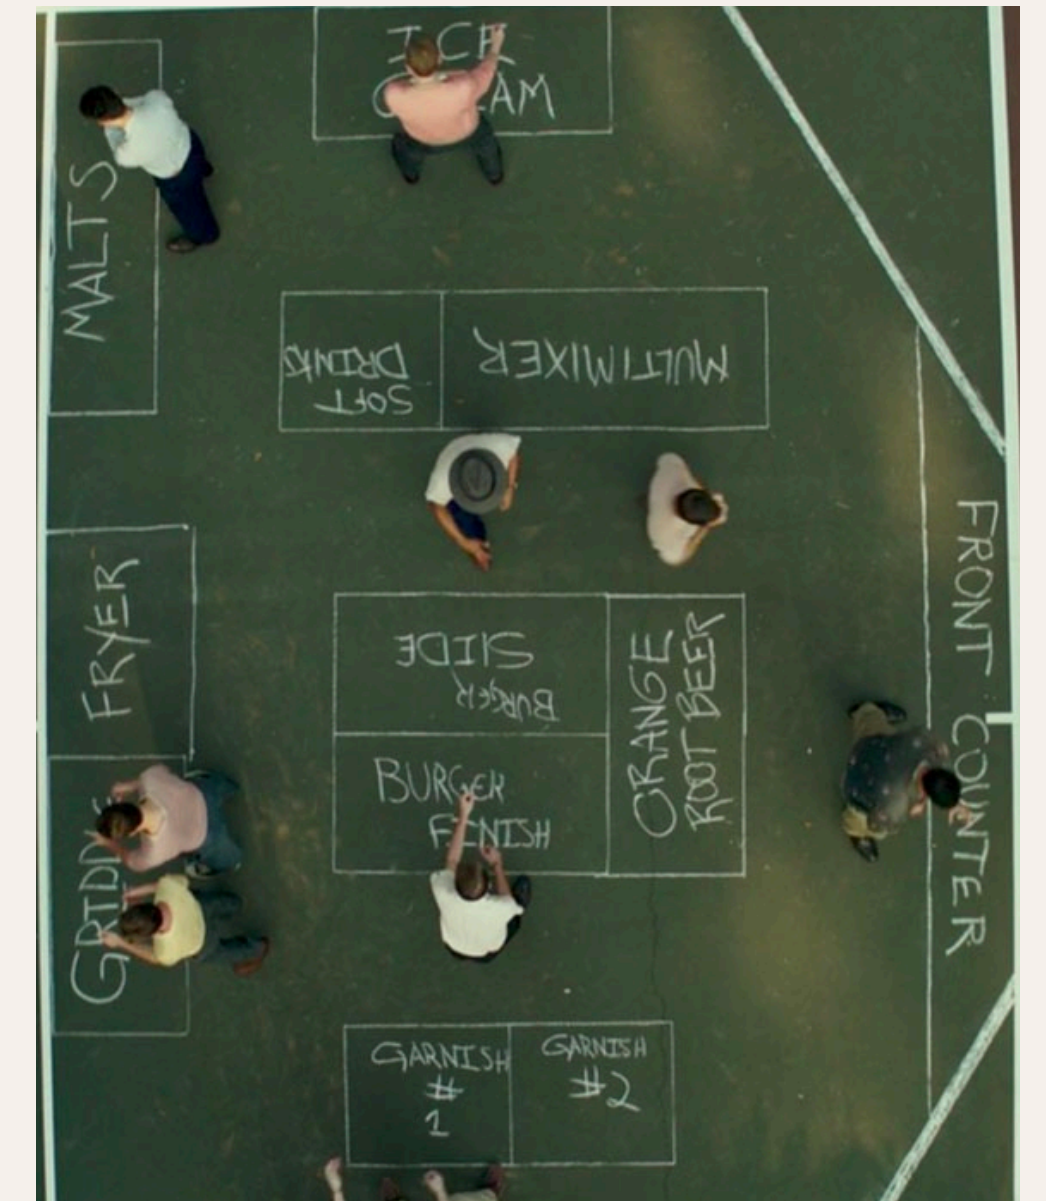 ICE
CREAM
MALTS
SOFT
DRINKS
MULTIMIXER
FRYER
BURGER
SLIDE
ORANGE
ROOT BEER
BURGER
FINISH
FRONT COUNTER
GARNISH
#
1
GARNISH
#2